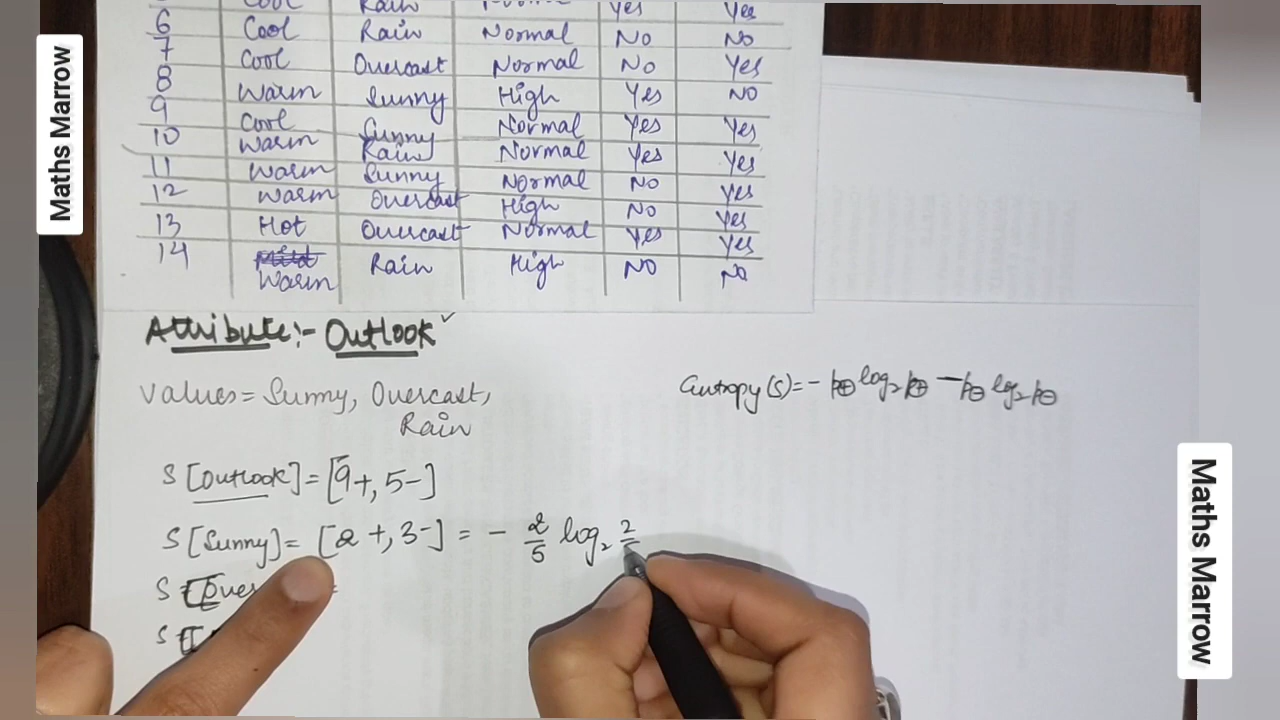 Cool Rain Yes Yes
6 Cool Rain Normal No No
7 Cool Overcast Normal No Yes
8 Warm Sunny High Yes No
9 Cool Sunny Normal Yes Yes
10 Warm Rain Normal Yes Yes
11 Warm Sunny Normal No Yes
12 Warm Overcast High No Yes
13 Hot Overcast Normal Yes Yes
14 Mild Warm Rain High No No
Attribute:- Outlook ✓
Values = Sunny, Overcast,
Rain
Entropy(S) = - p⊕ log₂ p⊕ - p⊖ log₂ p⊖
S [Outlook] = [9+, 5-]
S [Sunny] = [2+, 3-] = - 2/5 log₂ 2/
S [Over =
S [
Maths Marrow
Maths Marrow